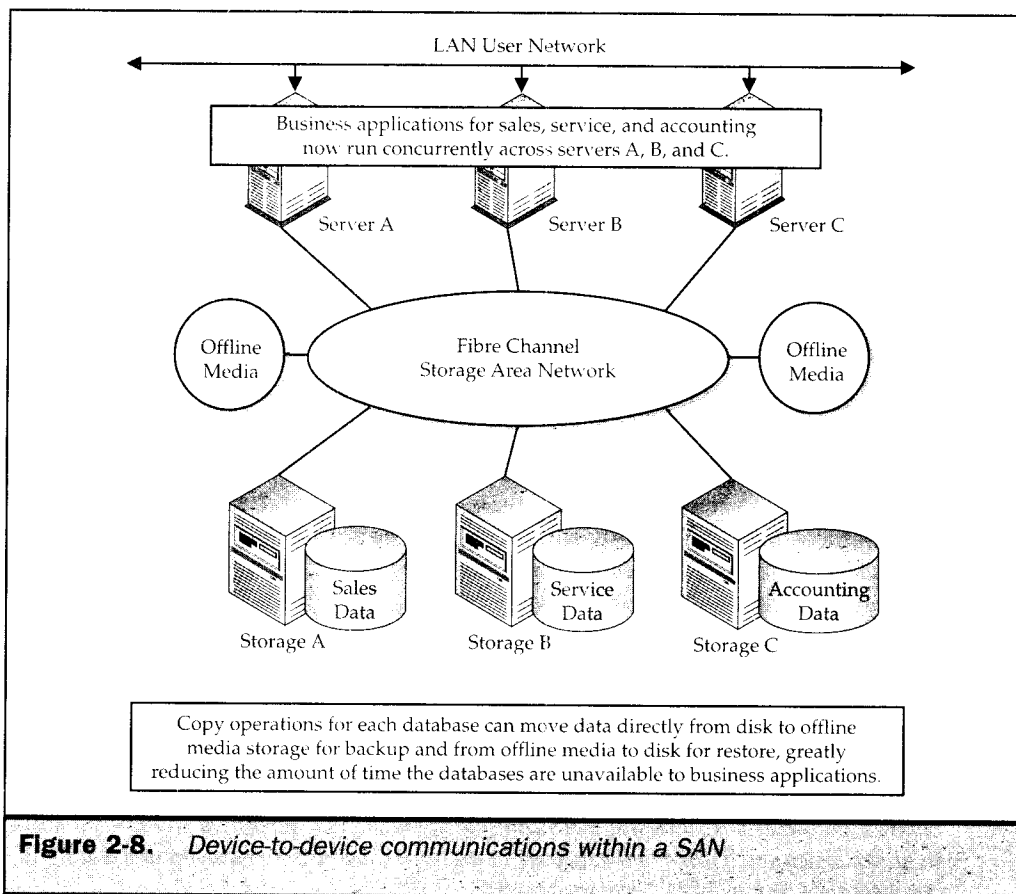 LAN User Network
Business applications for sales, service, and accounting
now run concurrently across servers A, B, and C.
Server A
Server B
Server C
Offline
Media
Fibre Channel
Storage Area Network
Offline
Media
Sales
Data
Service
Data
Accounting
Data
Storage A
Storage B
Storage C
Copy operations for each database can move data directly from disk to offline
media storage for backup and from offline media to disk for restore, greatly
reducing the amount of time the databases are unavailable to business applications.
Figure 2-8. Device-to-device communications within a SAN